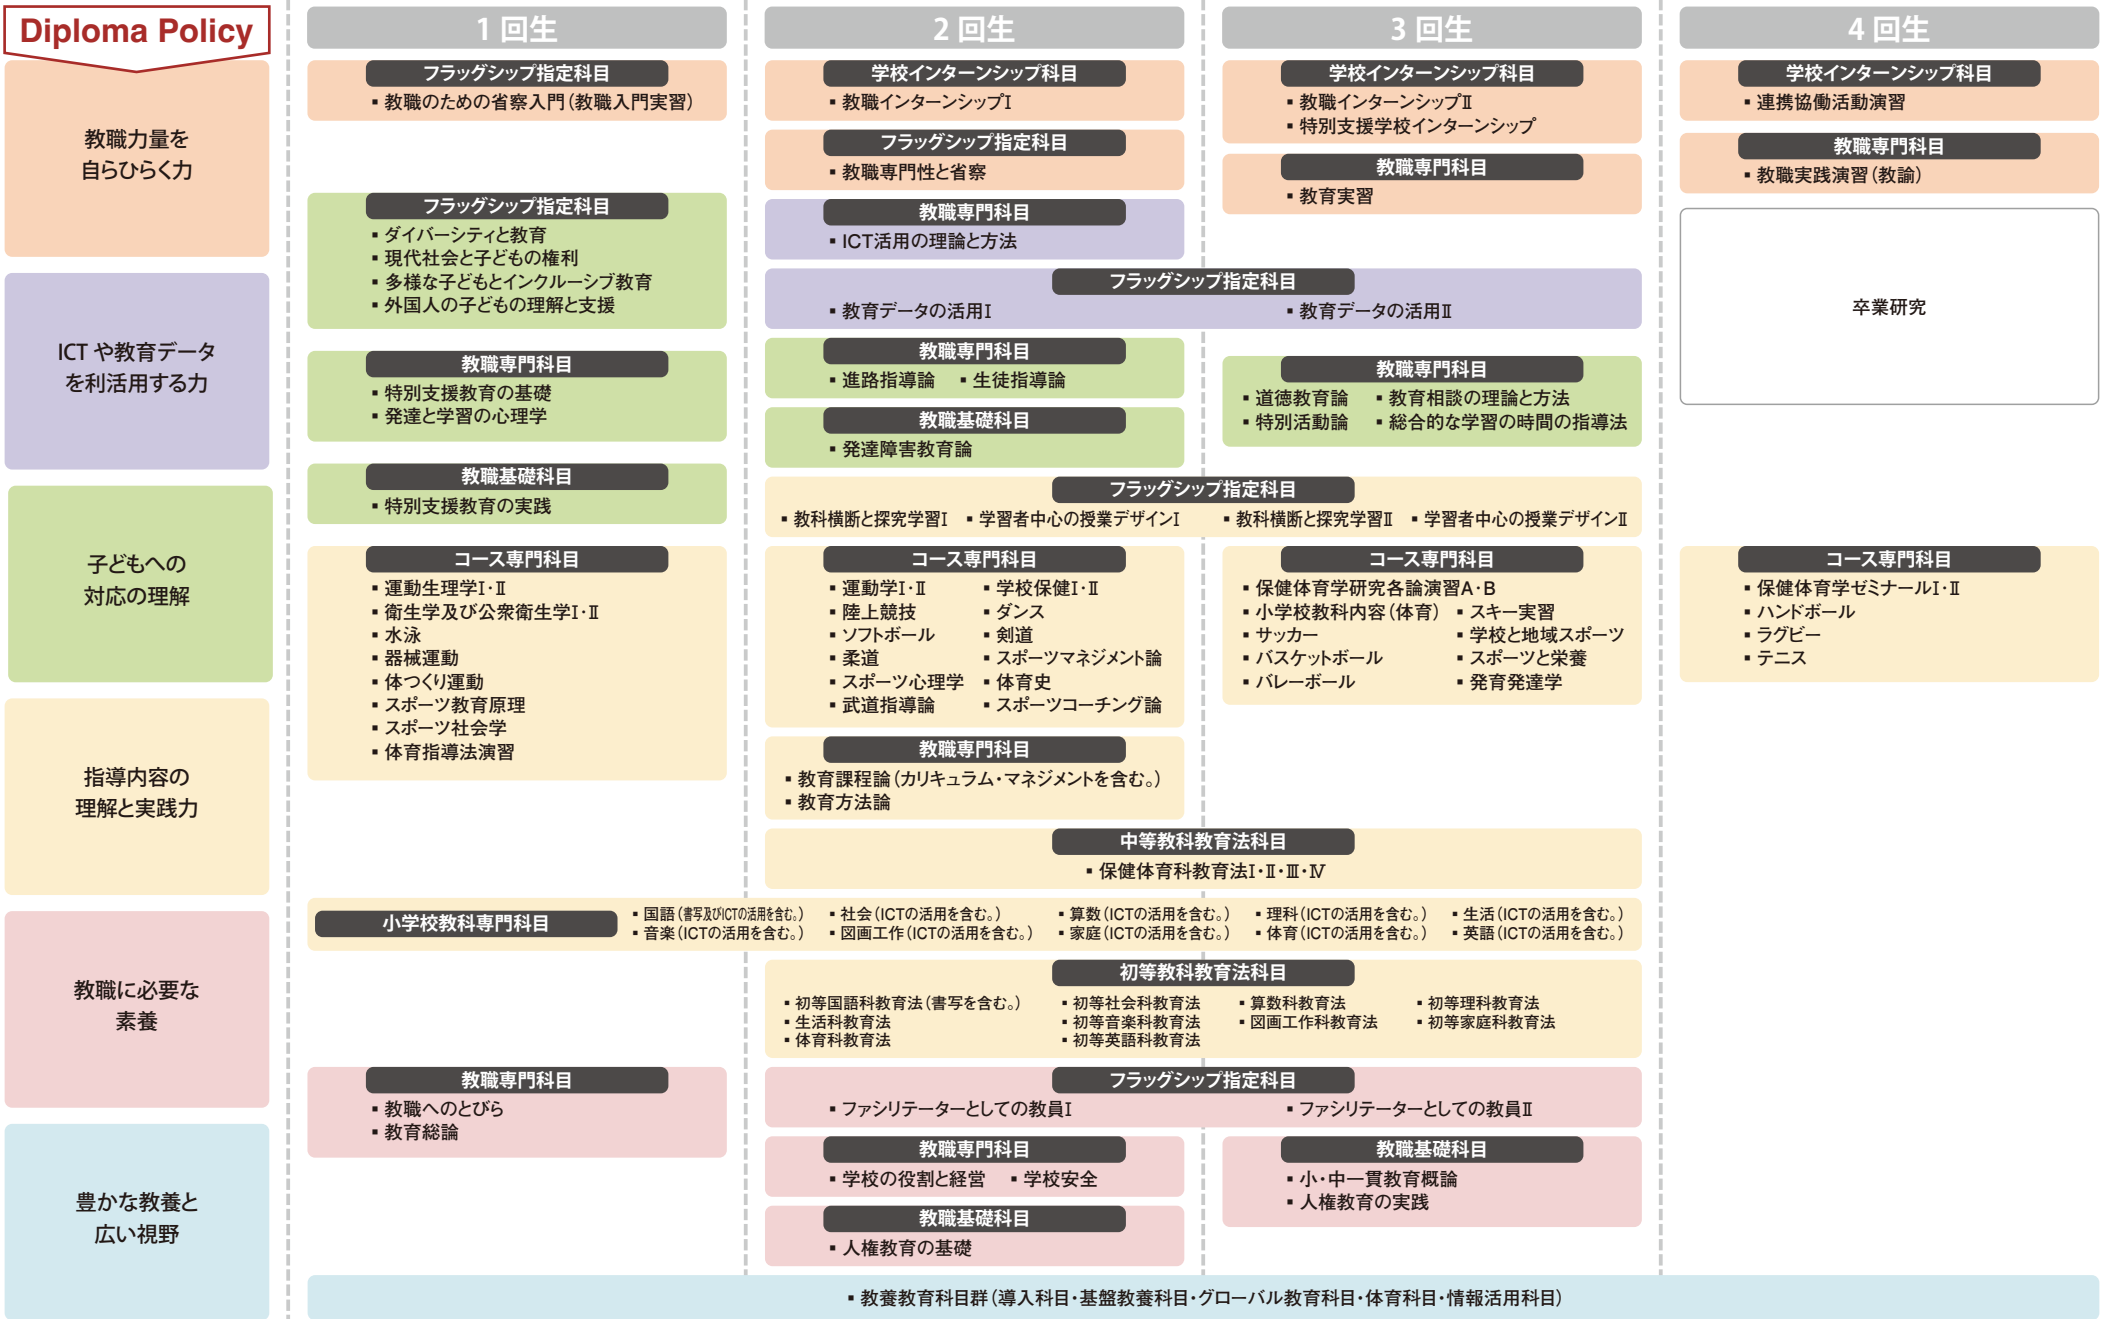 Diploma Policy
1 回生
2 回生
3 回生
4 回生
教職力量を
自らひらく力
ICT や教育データ
を利活用する力
子どもへの
対応の理解
指導内容の
理解と実践力
教職に必要な
素養
豊かな教養と
広い視野
フラッグシップ指定科目
▪ 教職のための省察入門（教職入門実習）
フラッグシップ指定科目
▪ ダイバーシティと教育
▪ 現代社会と子どもの権利
▪ 多様な子どもとインクルーシブ教育
▪ 外国人の子どもの理解と支援
教職専門科目
▪ 特別支援教育の基礎
▪ 発達と学習の心理学
教職基礎科目
▪ 特別支援教育の実践
コース専門科目
▪ 運動生理学Ⅰ・Ⅱ
▪ 衛生学及び公衆衛生学Ⅰ・Ⅱ
▪ 水泳
▪ 器械運動
▪ 体つくり運動
▪ スポーツ教育原理
▪ スポーツ社会学
▪ 体育指導法演習
学校インターンシップ科目
▪ 教職インターンシップⅠ
フラッグシップ指定科目
▪ 教職専門性と省察
教職専門科目
▪ ICT活用の理論と方法
フラッグシップ指定科目
▪ 教育データの活用Ⅰ ▪ 教育データの活用Ⅱ
教職専門科目
▪ 進路指導論 ▪ 生徒指導論
教職基礎科目
▪ 発達障害教育論
フラッグシップ指定科目
▪ 教科横断と探究学習Ⅰ ▪ 学習者中心の授業デザインⅠ ▪ 教科横断と探究学習Ⅱ ▪ 学習者中心の授業デザインⅡ
コース専門科目
▪ 運動学Ⅰ・Ⅱ ▪ 学校保健Ⅰ・Ⅱ
▪ 陸上競技 ▪ ダンス
▪ ソフトボール ▪ 剣道
▪ 柔道 ▪ スポーツマネジメント論
▪ スポーツ心理学 ▪ 体育史
▪ 武道指導論 ▪ スポーツコーチング論
教職専門科目
▪ 教育課程論（カリキュラム・マネジメントを含む。）
▪ 教育方法論
学校インターンシップ科目
▪ 教職インターンシップⅡ
▪ 特別支援学校インターンシップ
教職専門科目
▪ 教育実習
教職専門科目
▪ 道徳教育論 ▪ 教育相談の理論と方法
▪ 特別活動論 ▪ 総合的な学習の時間の指導法
コース専門科目
▪ 保健体育学研究各論演習A・B
▪ 小学校教科内容（体育） ▪ スキー実習
▪ サッカー ▪ 学校と地域スポーツ
▪ バスケットボール ▪ スポーツと栄養
▪ バレーボール ▪ 発育発達学
学校インターンシップ科目
▪ 連携協働活動演習
教職専門科目
▪ 教職実践演習（教諭）
卒業研究
コース専門科目
▪ 保健体育学ゼミナールⅠ・Ⅱ
▪ ハンドボール
▪ ラグビー
▪ テニス
中等教科教育法科目
▪ 保健体育科教育法Ⅰ・Ⅱ・Ⅲ・Ⅳ
小学校教科専門科目
▪ 国語（書写及びICTの活用を含む。） ▪ 社会（ICTの活用を含む。） ▪ 算数（ICTの活用を含む。） ▪ 理科（ICTの活用を含む。） ▪ 生活（ICTの活用を含む。）
▪ 音楽（ICTの活用を含む。） ▪ 図画工作（ICTの活用を含む。） ▪ 家庭（ICTの活用を含む。） ▪ 体育（ICTの活用を含む。） ▪ 英語（ICTの活用を含む。）
初等教科教育法科目
▪ 初等国語科教育法（書写を含む。） ▪ 初等社会科教育法 ▪ 算数科教育法 ▪ 初等理科教育法
▪ 生活科教育法 ▪ 初等音楽科教育法 ▪ 図画工作科教育法 ▪ 初等家庭科教育法
▪ 体育科教育法 ▪ 初等英語科教育法
教職専門科目
▪ 教職へのとびら
▪ 教育総論
フラッグシップ指定科目
▪ ファシリテーターとしての教員Ⅰ ▪ ファシリテーターとしての教員Ⅱ
教職専門科目
▪ 学校の役割と経営 ▪ 学校安全
教職基礎科目
▪ 人権教育の基礎
教職基礎科目
▪ 小・中一貫教育概論
▪ 人権教育の実践
▪ 教養教育科目群（導入科目・基盤教養科目・グローバル教育科目・体育科目・情報活用科目）